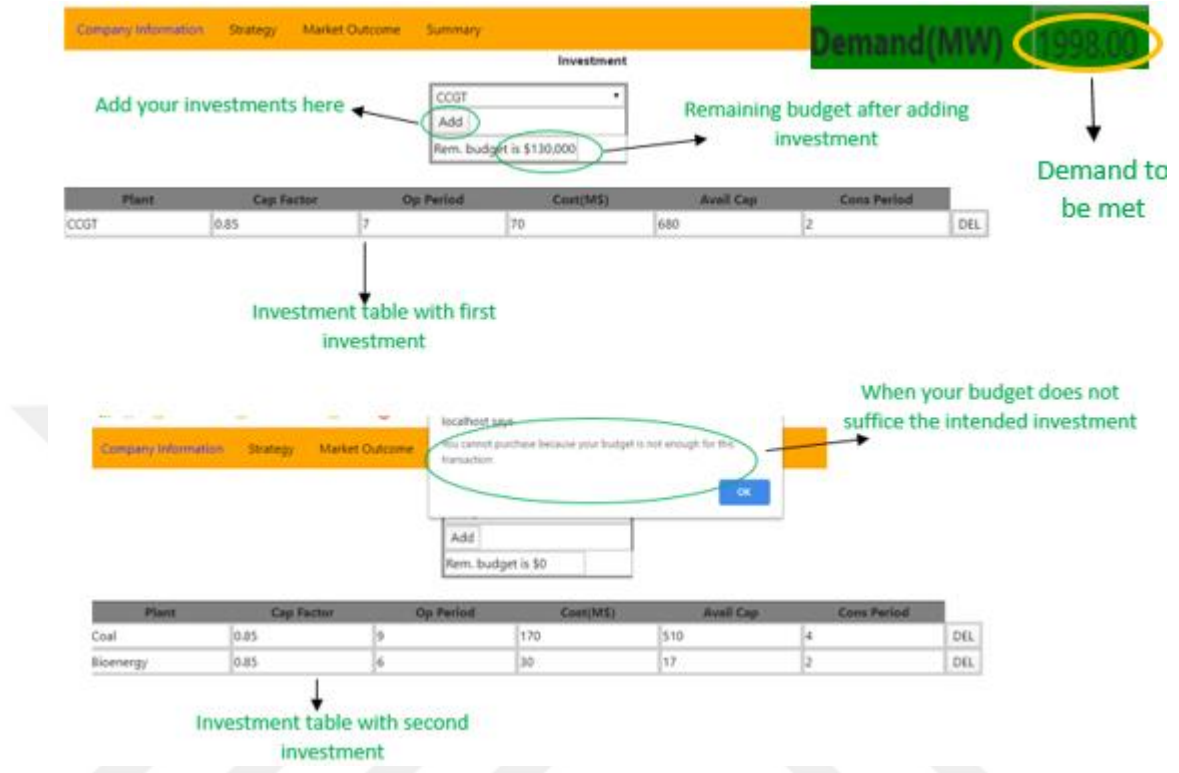 Company Information Strategy Market Outcome Summary
Demand(MW) 1998.00
Investment
CCGT
Add your investments here
Add
Remaining budget after adding
investment
Rem. budget is $130,000
Demand to
be met
Plant Cap Factor Op Period Cost(M$) Avail Cap Cons Period
CCGT 0.85 7 70 680 2 DEL
Investment table with first
investment
When your budget does not
suffice the intended investment
localhost says
You cannot purchase because your budget is not enough for this
transaction
Company Information Strategy Market Outcome
OK
Add
Rem. budget is $0
Plant Cap Factor Op Period Cost(M$) Avail Cap Cons Period
Coal 0.85 9 170 510 4 DEL
Bioenergy 0.85 6 30 17 2 DEL
Investment table with second
investment